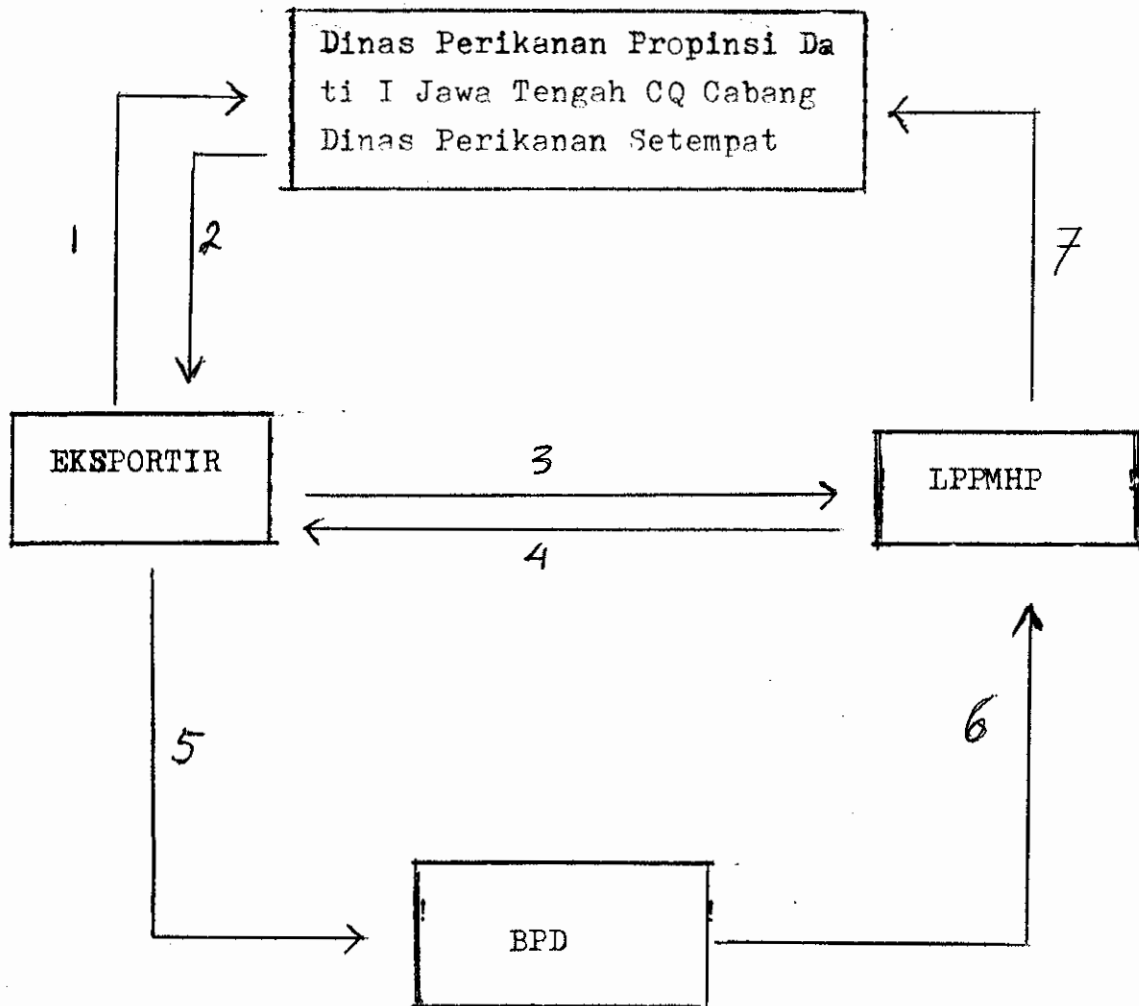 Dinas Perikanan Propinsi Da
ti I Jawa Tengah CQ Cabang
Dinas Perikanan Setempat
1
2
7
EKSPORTIR
3
LPPMHP
4
5
6
BPD